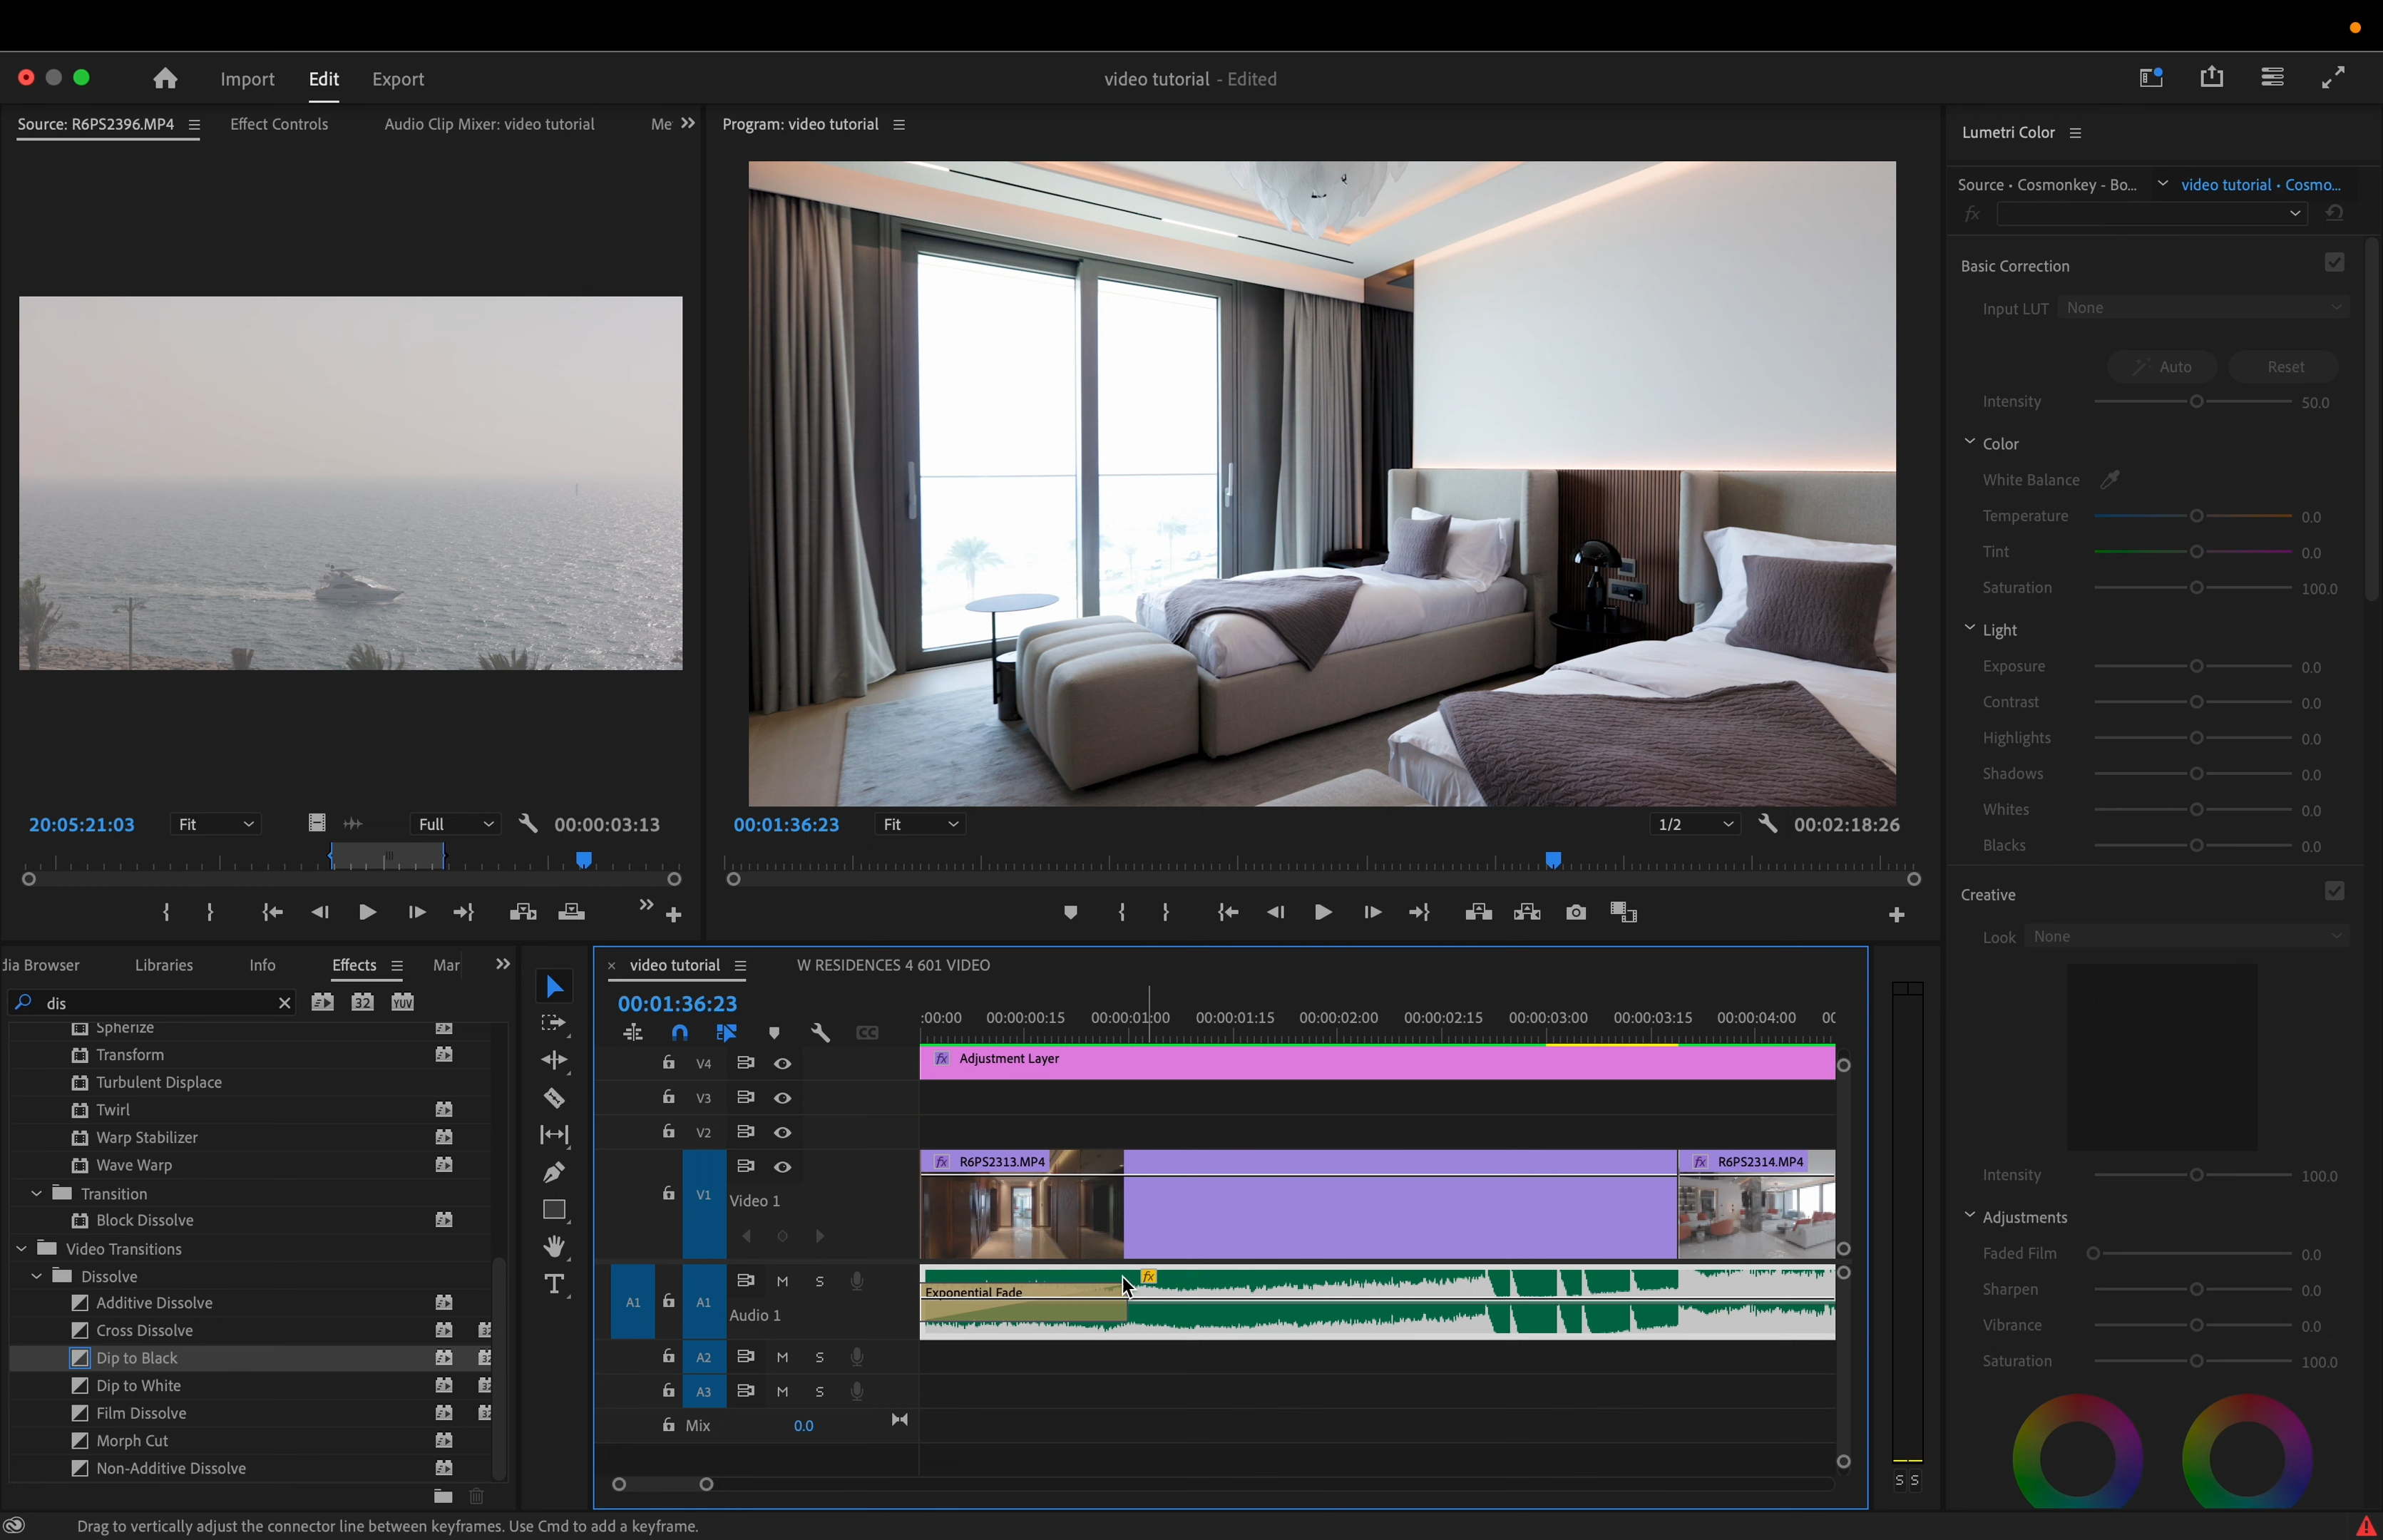 Import Edit Export
video tutorial - Edited
Source: R6PS2396.MP4 Effect Controls Audio Clip Mixer: video tutorial Me
Program: video tutorial
Lumetri Color
Source • Cosmonkey - Bo... video tutorial • Cosmo...
fx
Basic Correction
Input LUT None
Auto Reset
Intensity 50.0
Color
White Balance
Temperature 0.0
Tint 0.0
Saturation 100.0
Light
Exposure 0.0
Contrast 0.0
Highlights 0.0
Shadows 0.0
Whites 0.0
Blacks 0.0
Creative
Look None
Intensity 100.0
Adjustments
Faded Film 0.0
Sharpen 0.0
Vibrance 0.0
Saturation 100.0
20:05:21:03 Fit Full 00:00:03:13
00:01:36:23 Fit 1/2 00:02:18:26
dia Browser Libraries Info Effects Mar
dis 32 YUV
Spherize
Transform
Turbulent Displace
Twirl
Warp Stabilizer
Wave Warp
Transition
Block Dissolve
Video Transitions
Dissolve
Additive Dissolve
Cross Dissolve 32
Dip to Black 32
Dip to White 32
Film Dissolve 32
Morph Cut
Non-Additive Dissolve
T
video tutorial W RESIDENCES 4 601 VIDEO
00:01:36:23
CC
:00:00 00:00:00:15 00:00:01:00 00:00:01:15 00:00:02:00 00:00:02:15 00:00:03:00 00:00:03:15 00:00:04:00 00
V4 fx Adjustment Layer
V3
V2
fx R6PS2313.MP4 fx R6PS2314.MP4
V1 Video 1
A1 A1 M S fx
Exponential Fade
Audio 1
A2 M S
A3 M S
Mix 0.0
S S
Drag to vertically adjust the connector line between keyframes. Use Cmd to add a keyframe.